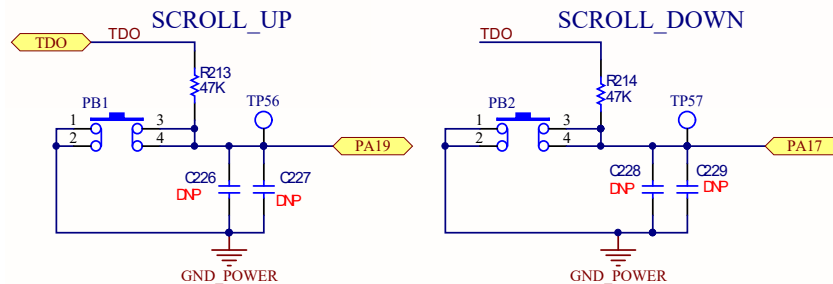 SCROLL_UP
TDO
TDO
R213
47K
PB1
1
2
3
4
TP56
PA19
C226
DNP
C227
DNP
GND_POWER
SCROLL_DOWN
TDO
R214
47K
PB2
1
2
3
4
TP57
PA17
C228
DNP
C229
DNP
GND_POWER